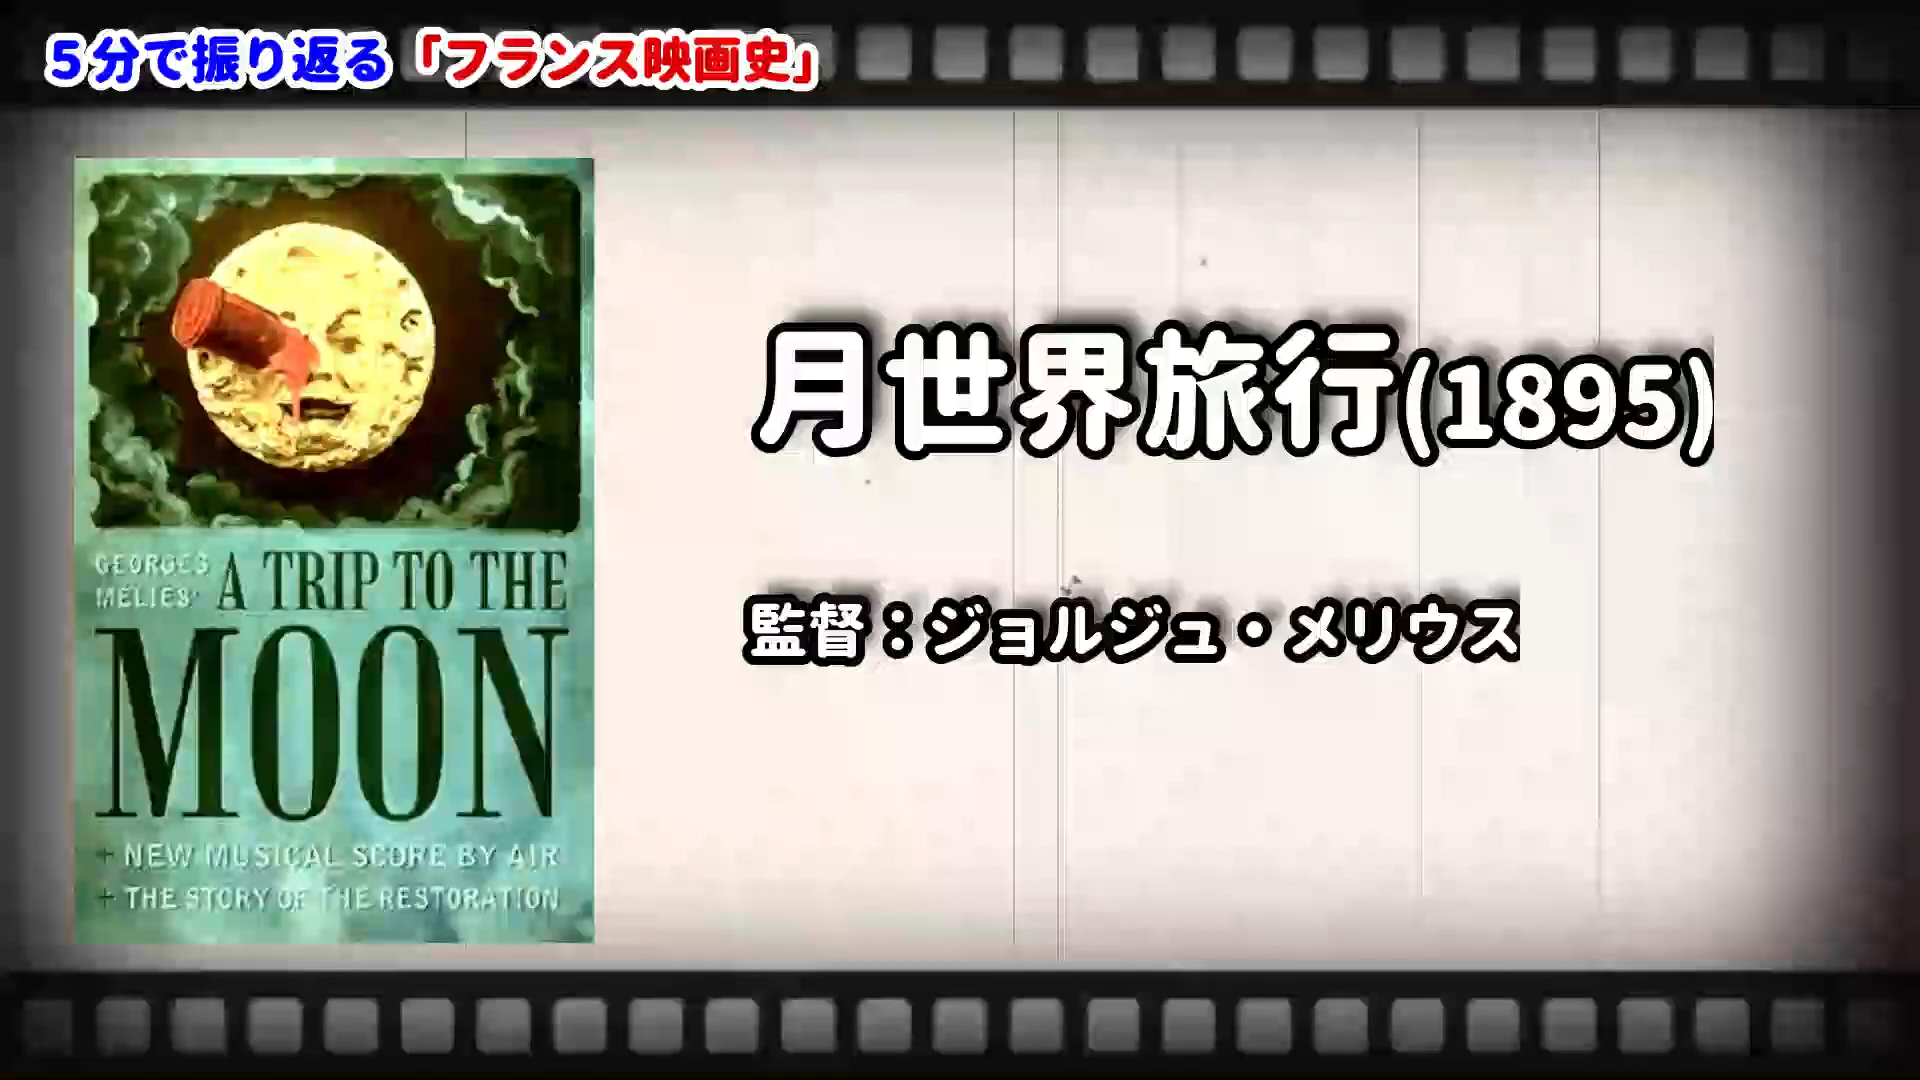 ５分で振り返る「フランス映画史」
月世界旅行(1895)
監督：ジョルジュ・メリウス
GEORGES
MÉLIÈS'
A TRIP TO THE
MOON
+ NEW MUSICAL SCORE BY AIR
+ THE STORY OF THE RESTORATION